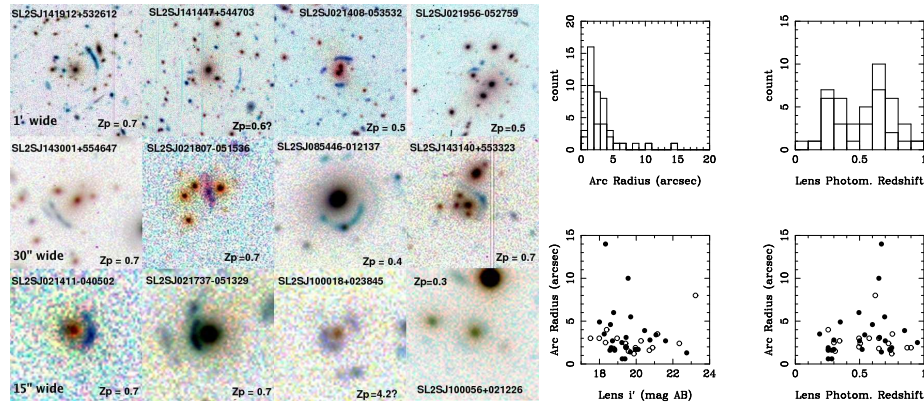 SL2SJ141912+532612
SL2SJ141447+544703
SL2SJ021408-053532
SL2SJ021956-052759
1' wide
Zp = 0.7
Zp=0.6?
Zp = 0.5
Zp=0.5
SL2SJ143001+554647
SL2SJ021807-051536
SL2SJ085446-012137
SL2SJ143140+553323
30" wide
Zp = 0.7
Zp=0.7
Zp = 0.4
Zp = 0.7
SL2SJ021411-040502
SL2SJ021737-051329
SL2SJ100018+023845
Zp=0.3
15" wide
Zp = 0.7
Zp = 0.7
Zp=4.2?
SL2SJ100056+021226
count
20
15
10
5
0
0 5 10 15 20
Arc Radius (arcsec)
count
15
10
5
0
0 0.5 1
Lens Photom. Redshift
Arc Radius (arcsec)
15
10
5
0
18 20 22 24
Lens i' (mag AB)
Arc Radius (arcsec)
15
10
5
0
0 0.5 1
Lens Photom. Redshift